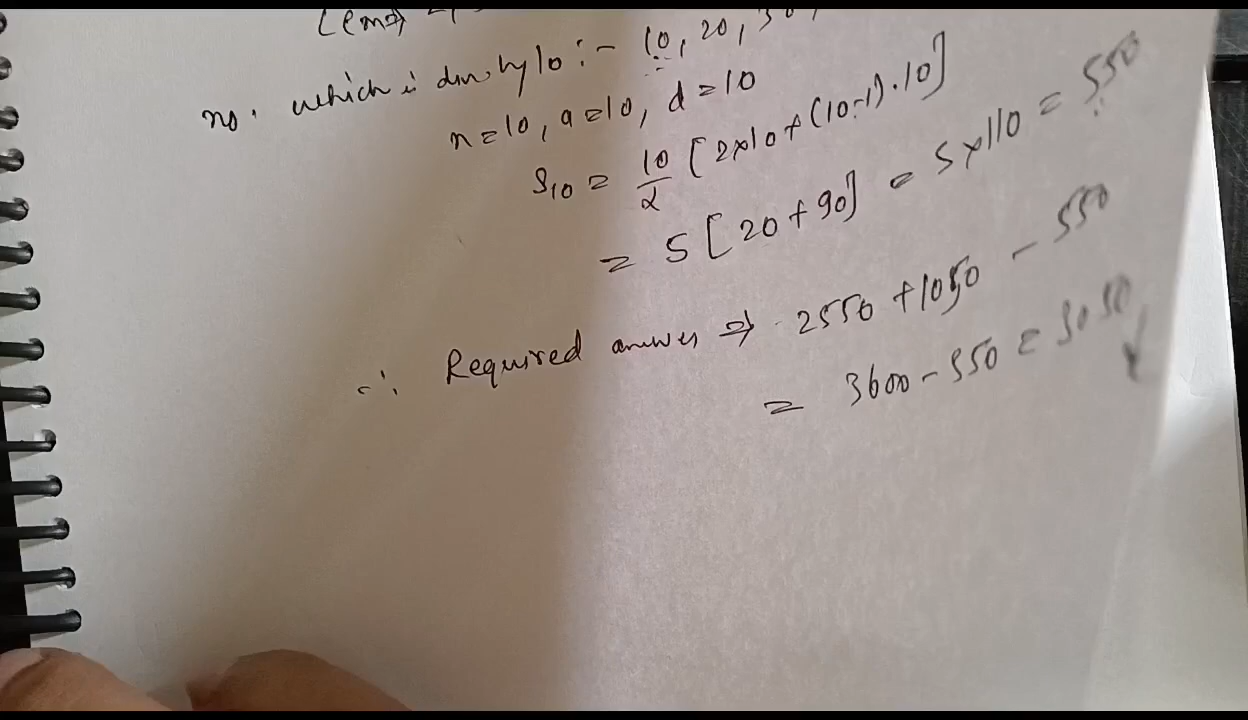 no. which is div. by 10 :- 10, 20, 30,
n = 10, a = 10, d = 10
S10 = 10/2 [2×10 + (10-1).10]
= 5 [20 + 90] = 5 × 110 = 550
∴ Required answer ⇒ 2550 + 1050 - 550
= 3600 - 550 = 3050